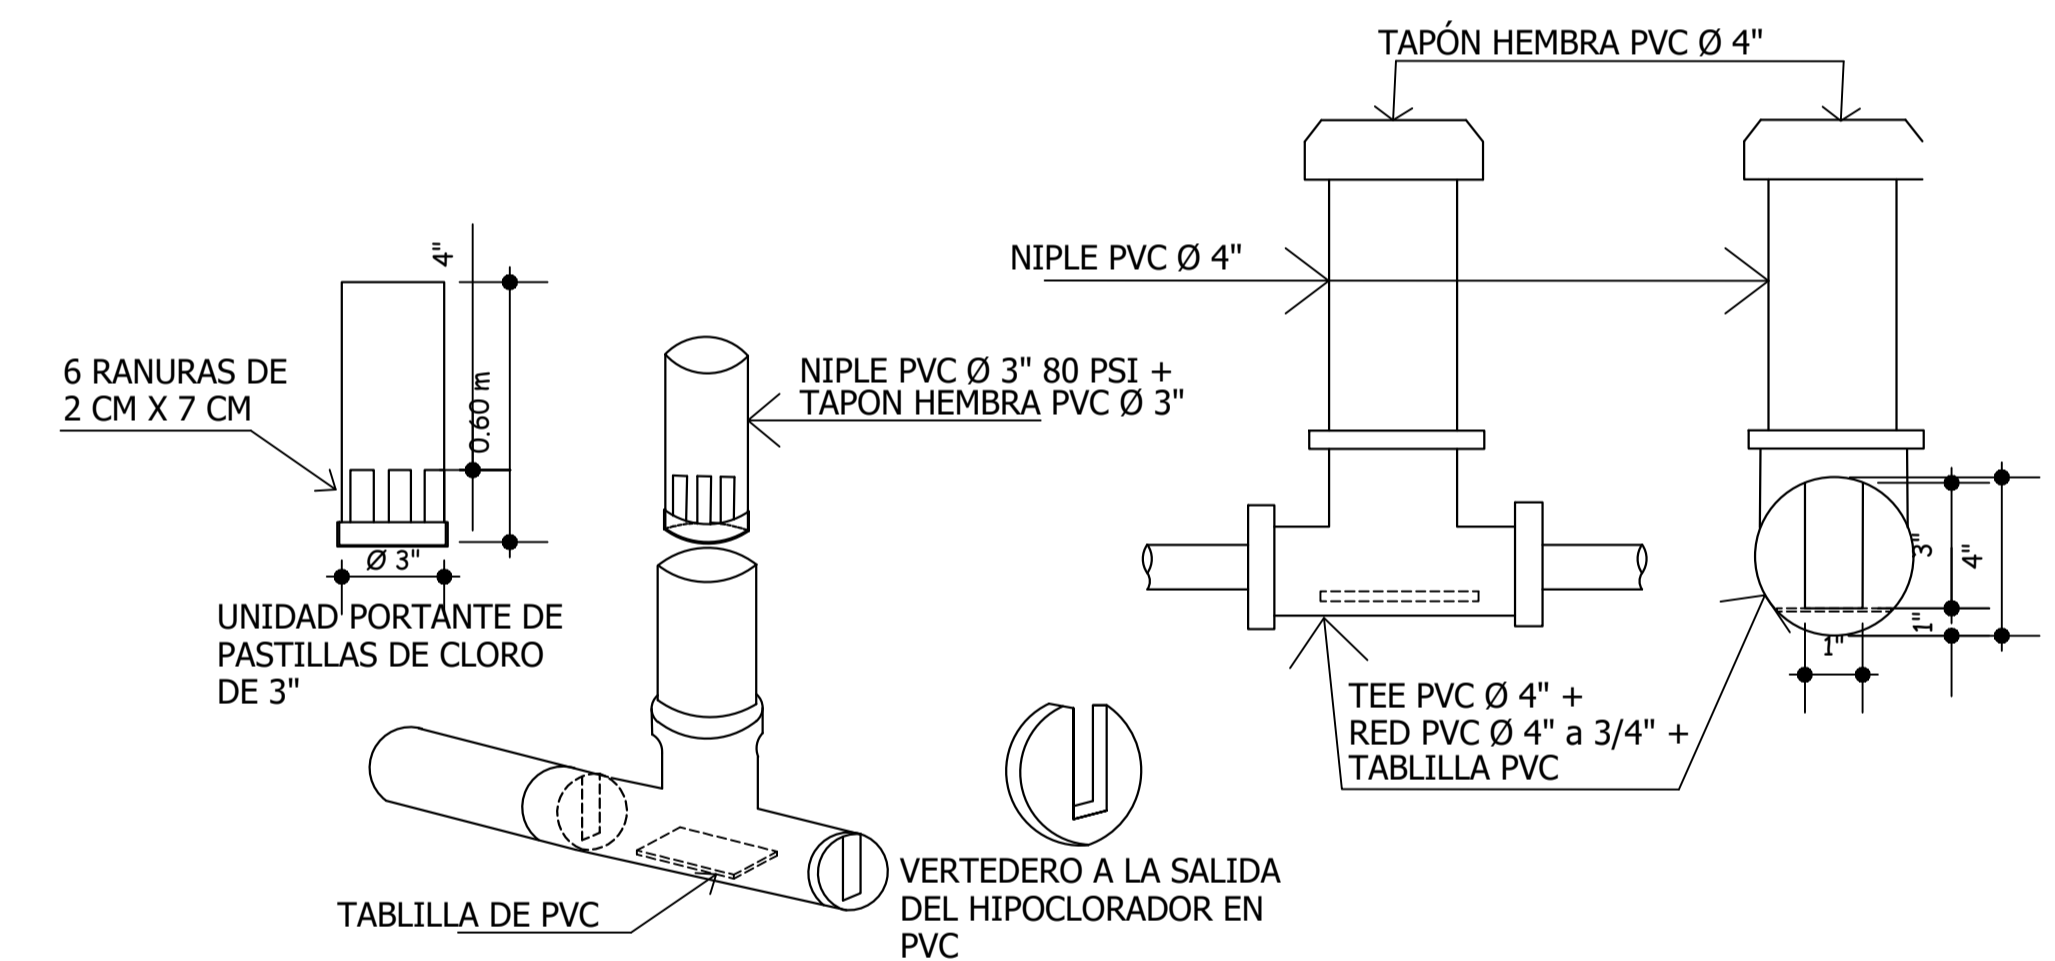 TAPÓN HEMBRA PVC Ø 4"
NIPLE PVC Ø 4"
4"
0.60 m
6 RANURAS DE
2 CM X 7 CM
Ø 3"
UNIDAD PORTANTE DE
PASTILLAS DE CLORO
DE 3"
NIPLE PVC Ø 3" 80 PSI +
TAPON HEMBRA PVC Ø 3"
3"
4"
1"
1"
TEE PVC Ø 4" +
RED PVC Ø 4" a 3/4" +
TABLILLA PVC
TABLILLA DE PVC
VERTEDERO A LA SALIDA
DEL HIPOCLORADOR EN
PVC